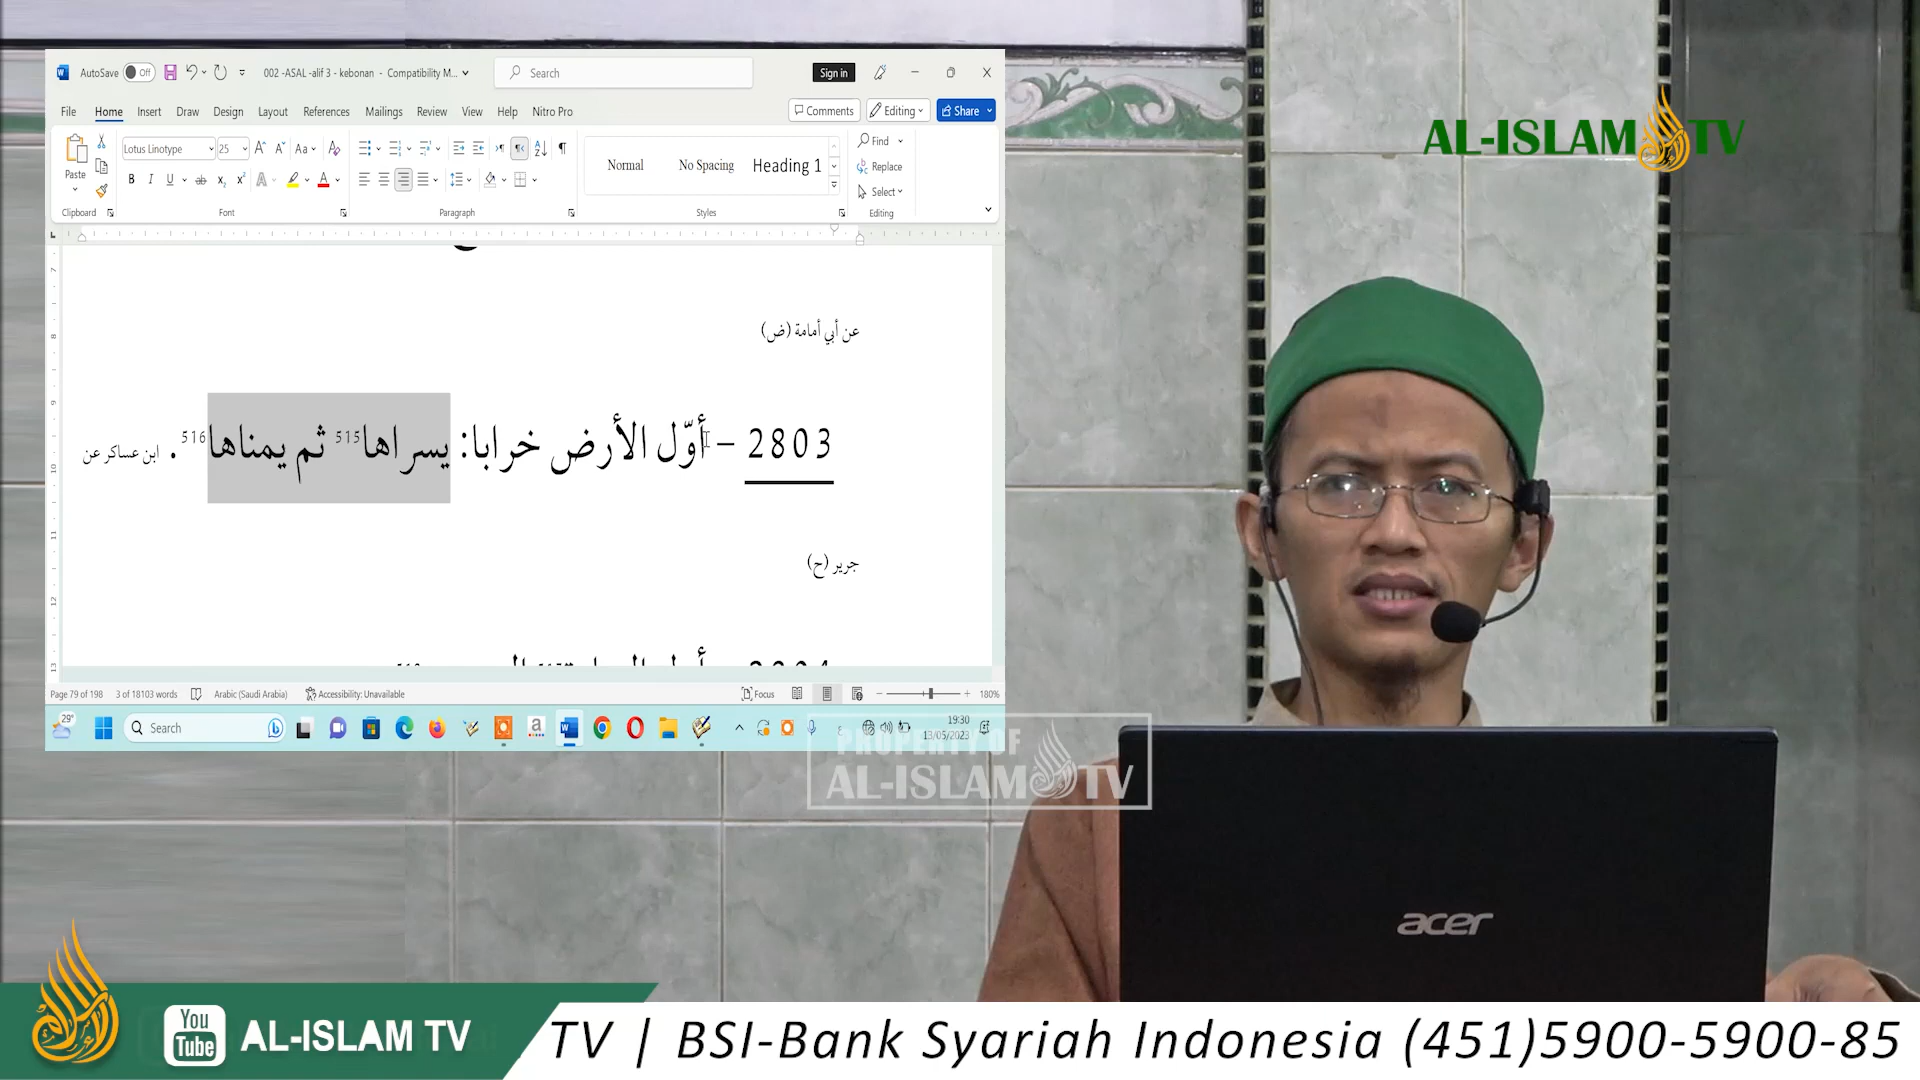 AutoSave Off 002 -ASAL -alif 3 - kebonan - Compatibility M... Search Sign in
File Home Insert Draw Design Layout References Mailings Review View Help Nitro Pro Comments Editing Share
Lotus Linotype 25 Aa
Paste
Normal No Spacing Heading 1
Find
Replace
Select
Clipboard Font Paragraph Styles Editing
عن أبي أمامة (ض)
2803 – أوّل الأرض خرابا: يسراها515 ثم يمناها516. ابن عساكر عن
جرير (ح)
Page 79 of 198 3 of 18103 words Arabic (Saudi Arabia) Accessibility: Unavailable Focus 180%
29° Search 19:30
13/05/2023
AL-ISLAM TV
PROPERTY OF
AL-ISLAM TV
acer
You
Tube
AL-ISLAM TV
TV | BSI-Bank Syariah Indonesia (451)5900-5900-85